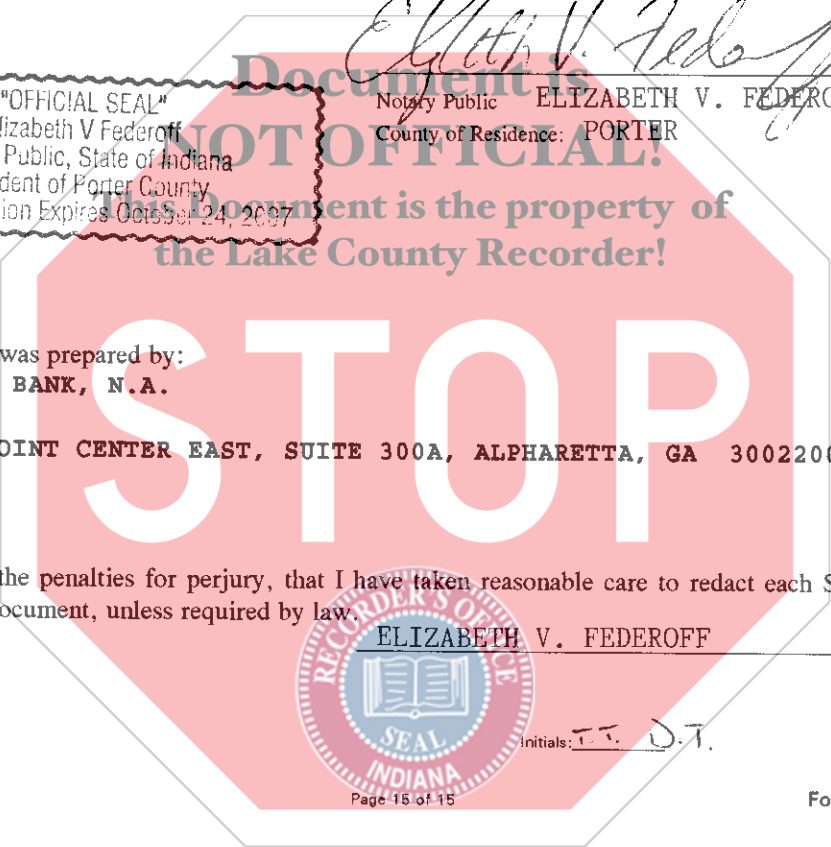 Elizabeth V. Federoff
Document is
"OFFICIAL SEAL"
lizabeth V Federoff
Public, State of Indiana
dent of Porter County
ion Expires October 24, 2007
Notary Public ELIZABETH V. FEDERO
County of Residence: PORTER
NOT OFFICIAL!
This Document is the property of
the Lake County Recorder!
STOP
was prepared by:
BANK, N.A.
OINT CENTER EAST, SUITE 300A, ALPHARETTA, GA 3002200
the penalties for perjury, that I have taken reasonable care to redact each S
ocument, unless required by law.
ELIZABETH V. FEDEROFF
RECORDER'S OFFICE
SEAL
INDIANA
Initials: T.T. D.T.
Page 15 of 15
Fo